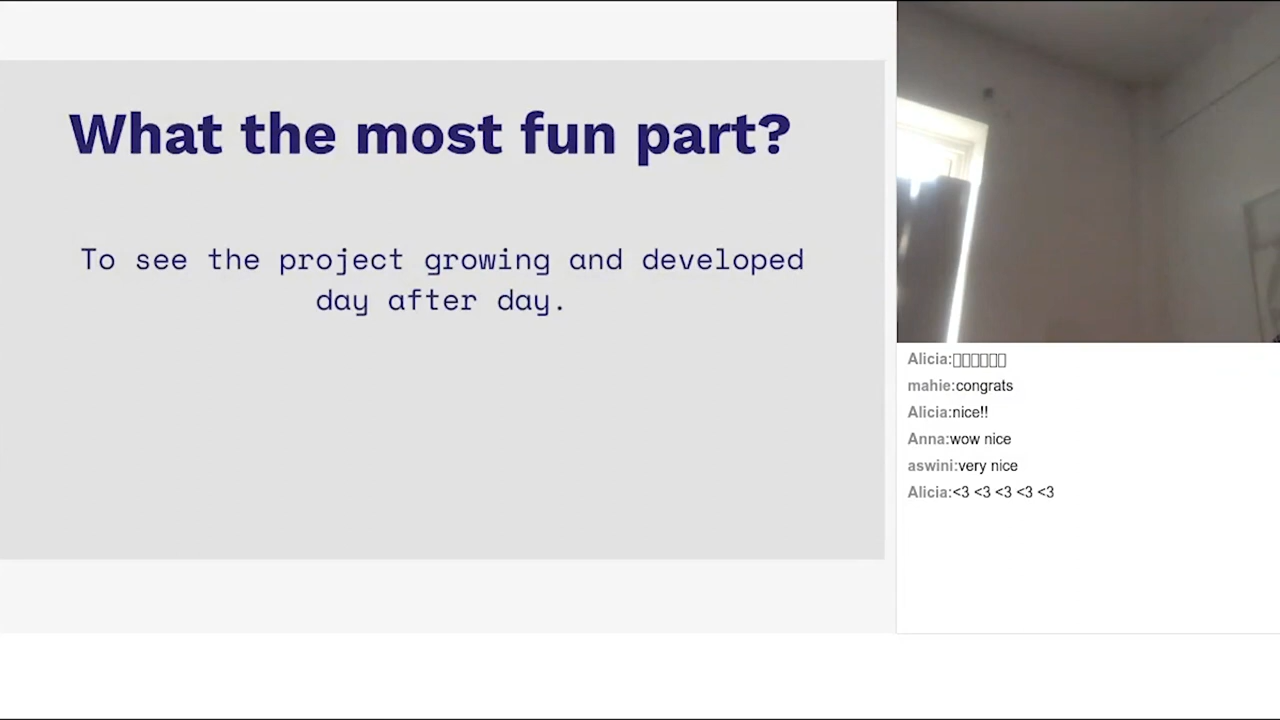 What the most fun part?
To see the project growing and developed
day after day.
Alicia:▯▯▯▯▯▯
mahie:congrats
Alicia:nice!!
Anna:wow nice
aswini:very nice
Alicia:<3 <3 <3 <3 <3